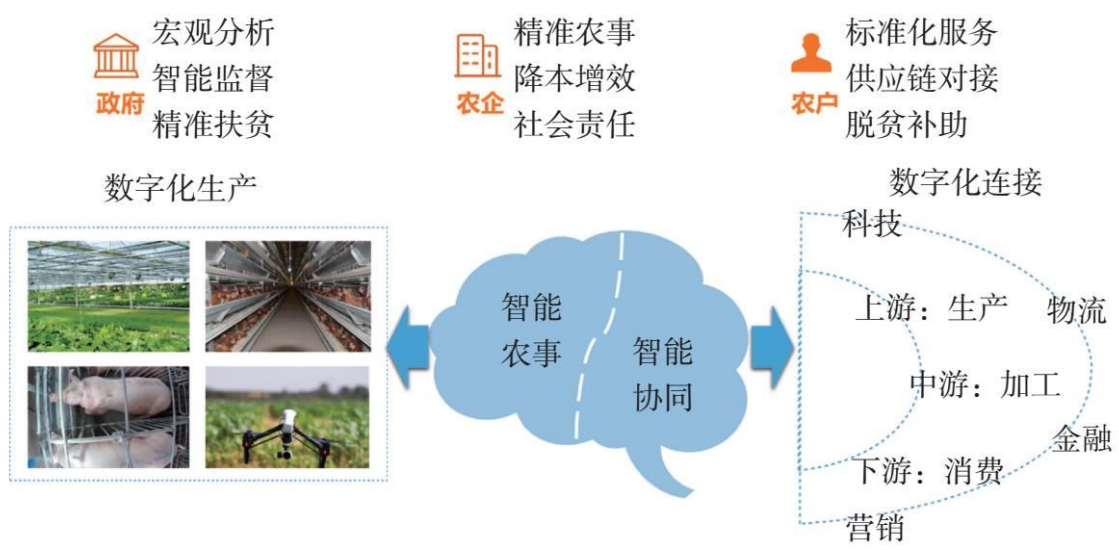 宏观分析
智能监督
精准扶贫
政府
精准农事
降本增效
社会责任
农企
标准化服务
供应链对接
脱贫补助
农户
数字化生产
智能
农事
智能
协同
数字化连接
科技
上游：生产
物流
中游：加工
金融
下游：消费
营销